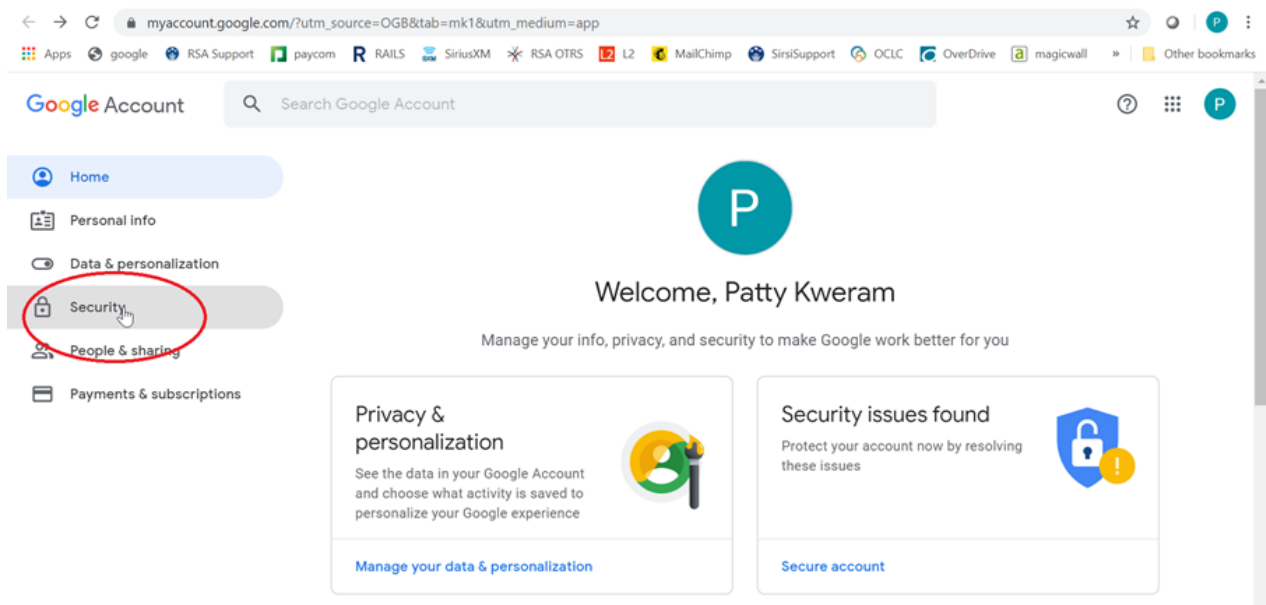 myaccount.google.com/?utm_source=OGB&tab=mk1&utm_medium=app
P
Apps google RSA Support paycom RAILS SiriusXM RSA OTRS L2 L2 MailChimp SirsiSupport OCLC OverDrive a magicwall » Other bookmarks
Google Account
Search Google Account
P
Home
Personal info
Data & personalization
Security
People & sharing
Payments & subscriptions
P
Welcome, Patty Kweram
Manage your info, privacy, and security to make Google work better for you
Privacy &
personalization
See the data in your Google Account
and choose what activity is saved to
personalize your Google experience
Manage your data & personalization
Security issues found
Protect your account now by resolving
these issues
Secure account